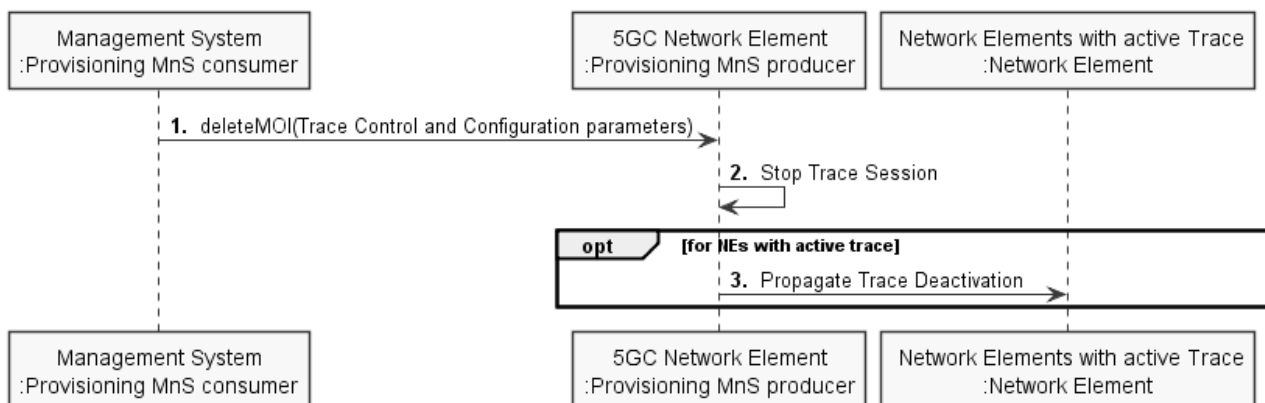 Management System
:Provisioning MnS consumer
5GC Network Element
:Provisioning MnS producer
Network Elements with active Trace
:Network Element
1. deleteMOI(Trace Control and Configuration parameters)
2. Stop Trace Session
opt [for NEs with active trace]
3. Propagate Trace Deactivation
Management System
:Provisioning MnS consumer
5GC Network Element
:Provisioning MnS producer
Network Elements with active Trace
:Network Element